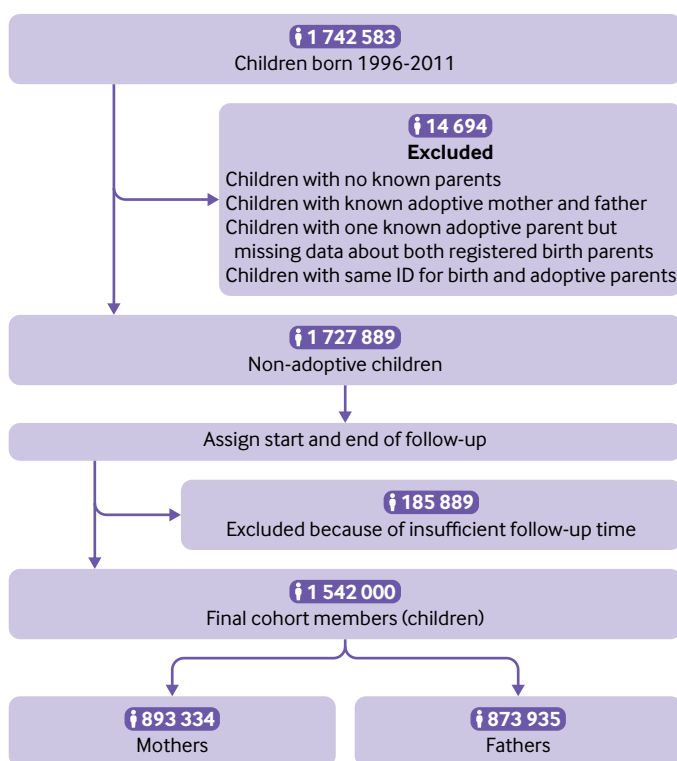 1 742 583
Children born 1996-2011
14 694
Excluded
Children with no known parents
Children with known adoptive mother and father
Children with one known adoptive parent but
missing data about both registered birth parents
Children with same ID for birth and adoptive parents
1 727 889
Non-adoptive children
Assign start and end of follow-up
185 889
Excluded because of insufficient follow-up time
1 542 000
Final cohort members (children)
893 334
Mothers
873 935
Fathers